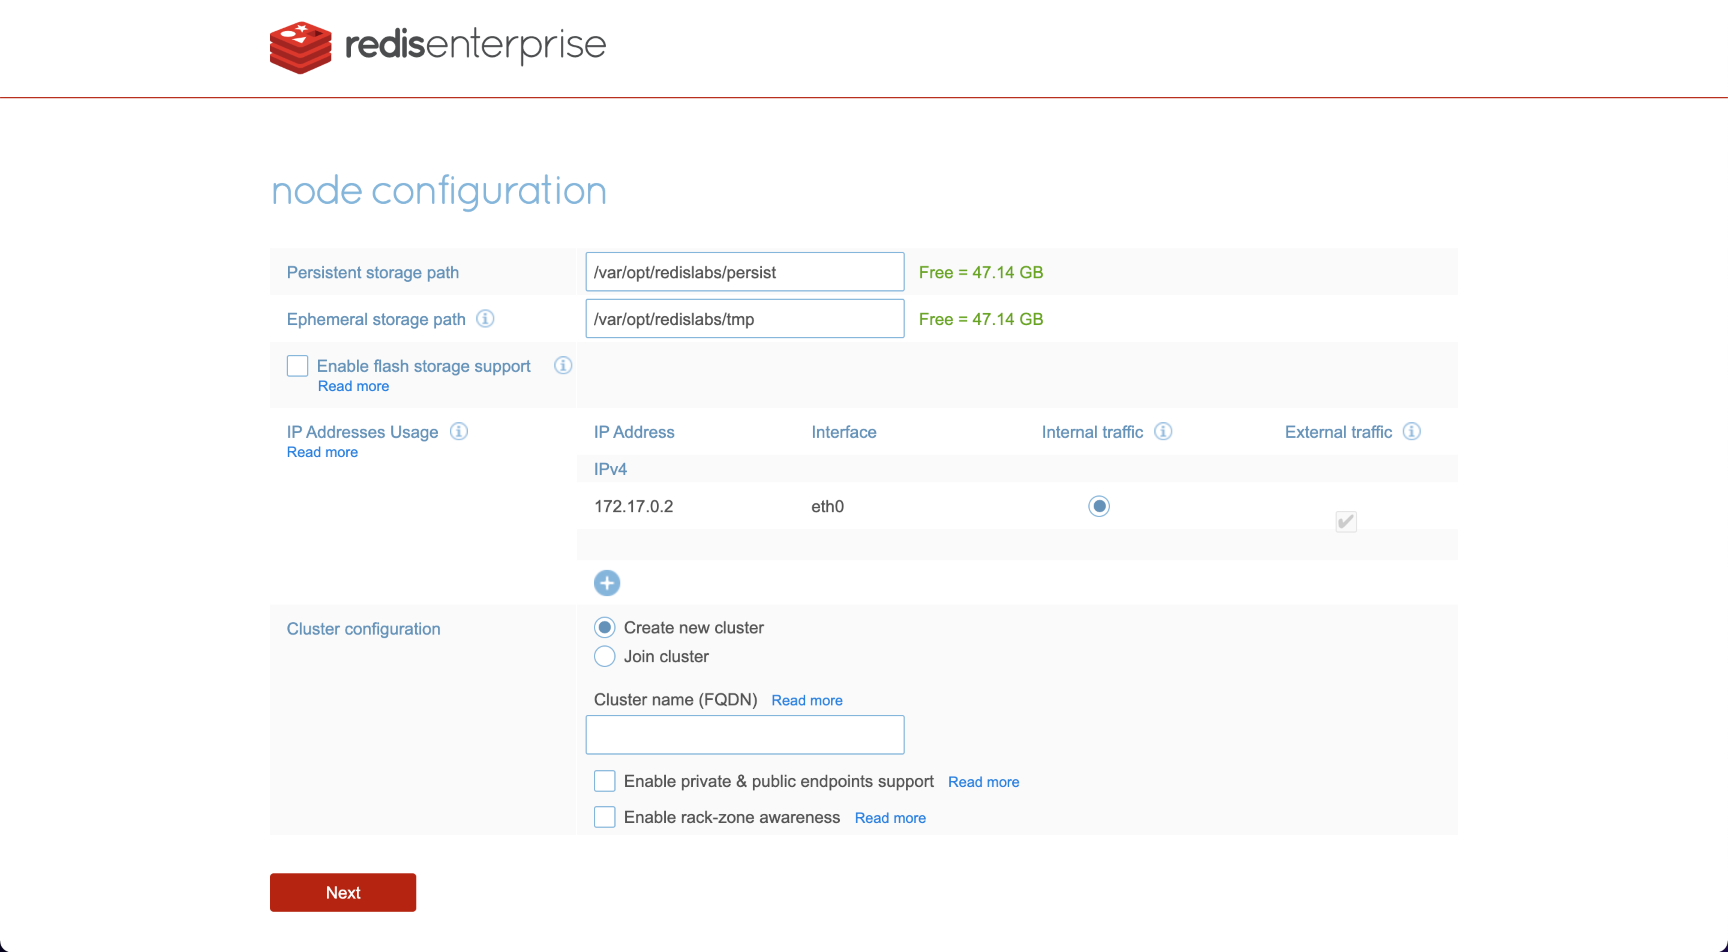 redisenterprise
node configuration
Persistent storage path /var/opt/redislabs/persist Free = 47.14 GB
Ephemeral storage path /var/opt/redislabs/tmp Free = 47.14 GB
Enable flash storage support
Read more
IP Addresses Usage IP Address Interface Internal traffic External traffic
Read more
IPv4
172.17.0.2 eth0
Cluster configuration Create new cluster
Join cluster
Cluster name (FQDN) Read more
Enable private & public endpoints support Read more
Enable rack-zone awareness Read more
Next